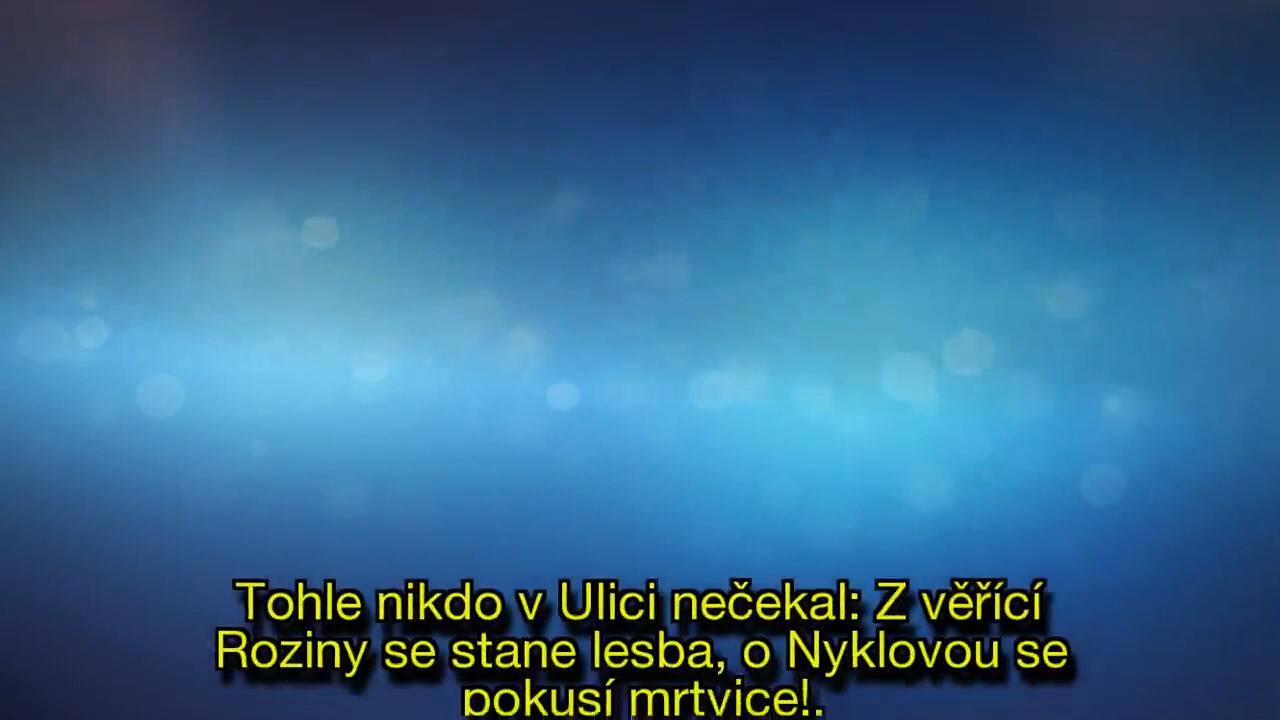 Tohle nikdo v Ulici nečekal: Z věřící
Roziny se stane lesba, o Nyklovou se
pokusí mrtvice!.